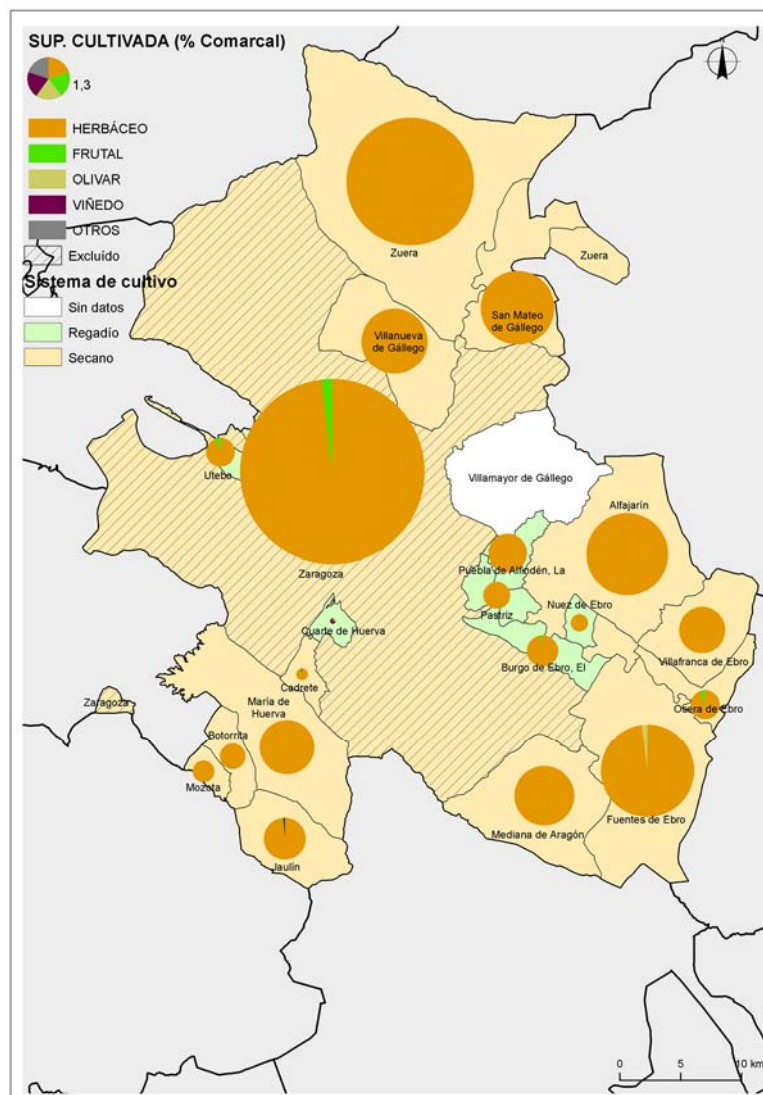 SUP. CULTIVADA (% Comarcal)
1,3
HERBÁCEO
FRUTAL
OLIVAR
VIÑEDO
OTROS
Excluído
Sistema de cultivo
Sin datos
Regadío
Secano
N
Zuera
Zuera
San Mateo
de Gállego
Villanueva
de Gállego
Utebo
Villamayor de Gállego
Alfajarín
Zaragoza
Puebla de Alfindén, La
Pastriz
Nuez de Ebro
Cuarte de Huerva
Burgo de Ebro, El
Villafranca de Ebro
Cadrete
Zaragoza
María de
Huerva
Osera de Ebro
Botorrita
Mozota
Mediana de Aragón
Fuentes de Ebro
Jaulín
0 5 10 km